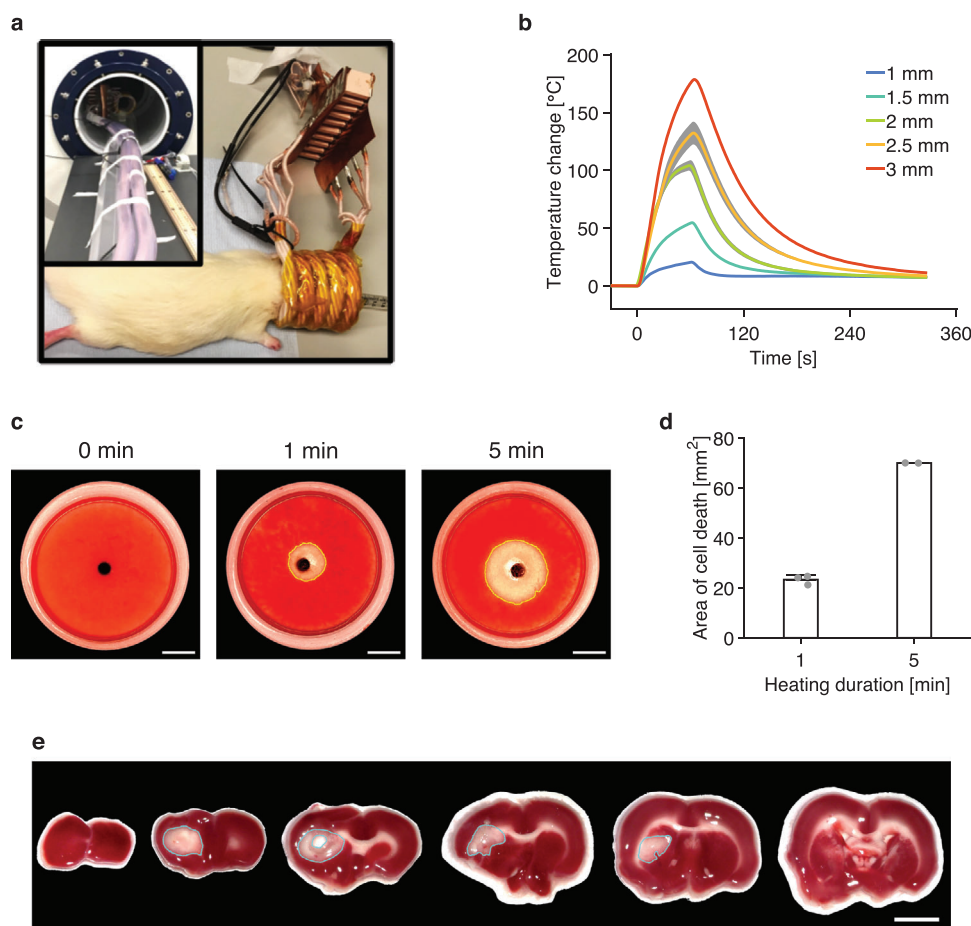 a
b
Temperature change [°C]
200
150
100
50
0
1 mm
1.5 mm
2 mm
2.5 mm
3 mm
0
120
240
360
Time [s]
c
0 min
1 min
5 min
d
Area of cell death [mm²]
80
60
40
20
0
1
5
Heating duration [min]
e